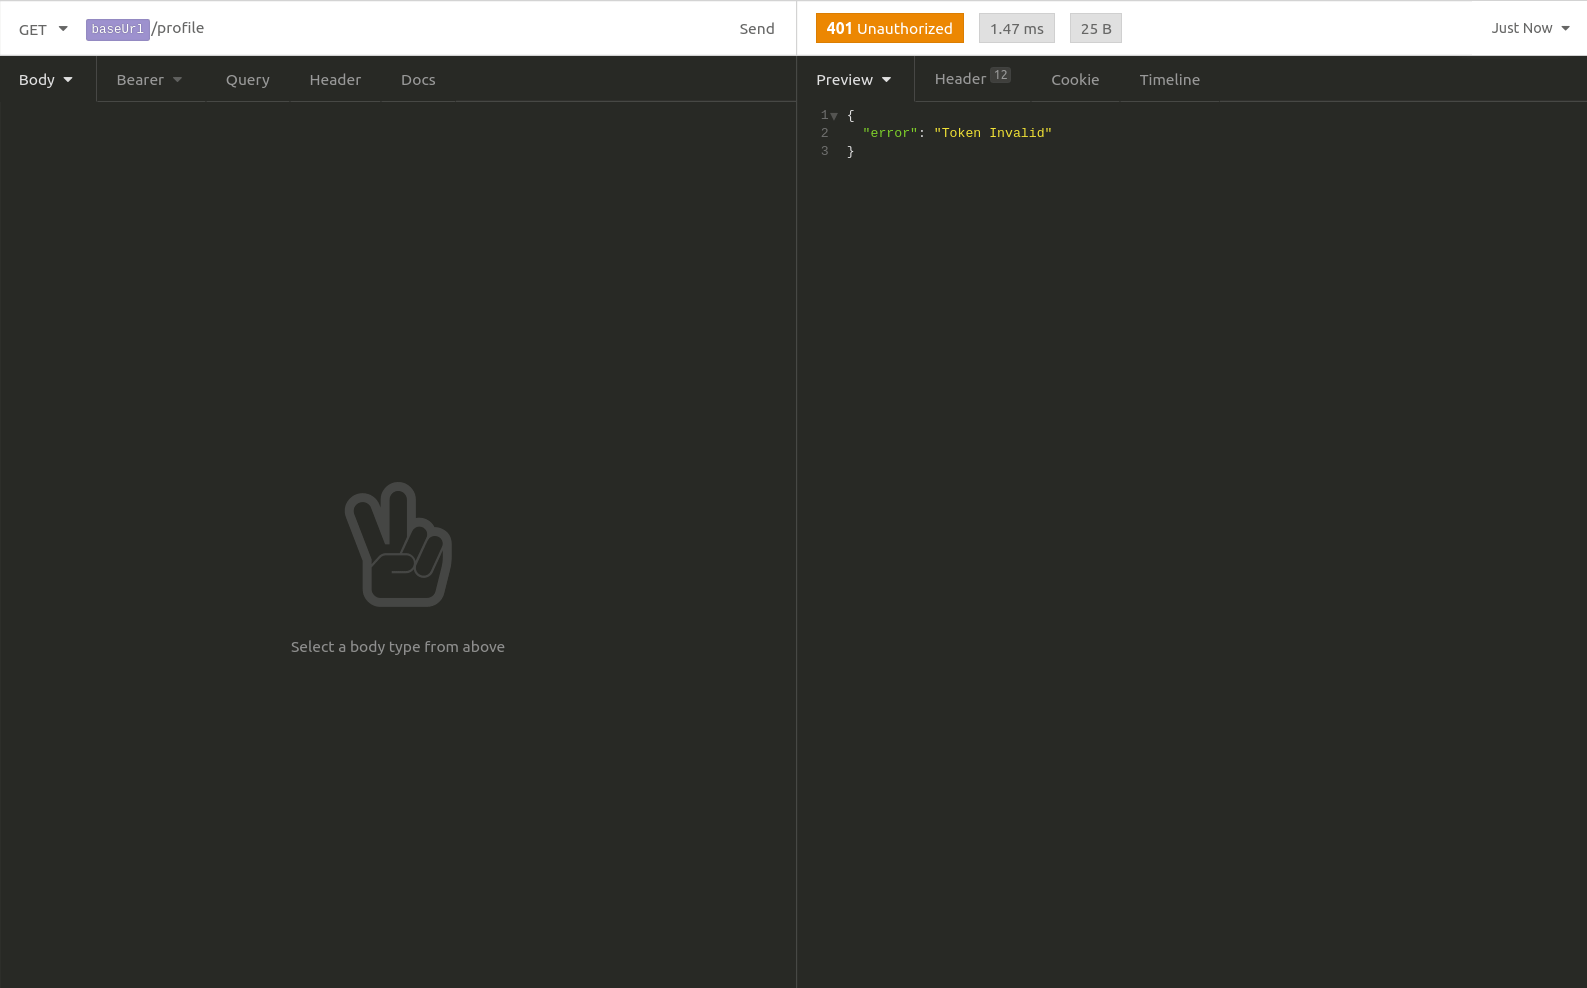 GET baseUrl/profile Send
401 Unauthorized 1.47 ms 25 B Just Now
Body Bearer Query Header Docs
Preview Header 12 Cookie Timeline
1 {
2 "error": "Token Invalid"
3 }
Select a body type from above